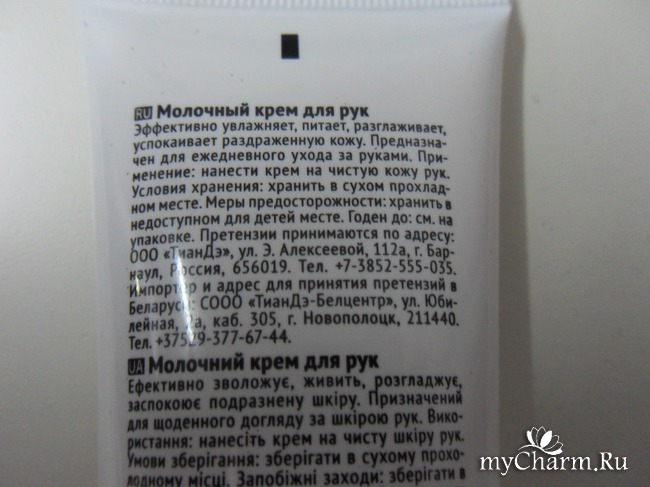 RU Молочный крем для рук
Эффективно увлажняет, питает, разглаживает,
успокаивает раздраженную кожу. Предназна-
чен для ежедневного ухода за руками. При-
менение: нанести крем на чистую кожу рук.
Условия хранения: хранить в сухом прохлад-
ном месте. Меры предосторожности: хранить в
недоступном для детей месте. Годен до: см. на
упаковке. Претензии принимаются по адресу:
ООО «ТианДэ», ул. Э. Алексеевой, 112а, г. Бар-
наул, Россия, 656019. Тел. +7-3852-555-035.
Импортер и адрес для принятия претензий в
Беларуси: СООО «ТианДэ-Белцентр», ул. Юби-
лейная, каб. 305, г. Новополоцк, 211440.
Тел. +37529-377-67-44.
UA Молочний крем для рук
Ефективно зволожує, живить, розгладжує,
заспокоює подразнену шкіру. Призначений
для щоденного догляду за шкірою рук. Вико-
ристання: нанесіть крем на чисту шкіру рук.
Умови зберігання: зберігати в сухому прохо-
лодному місці. Запобіжні заходи: зберігати в
myCharm.Ru